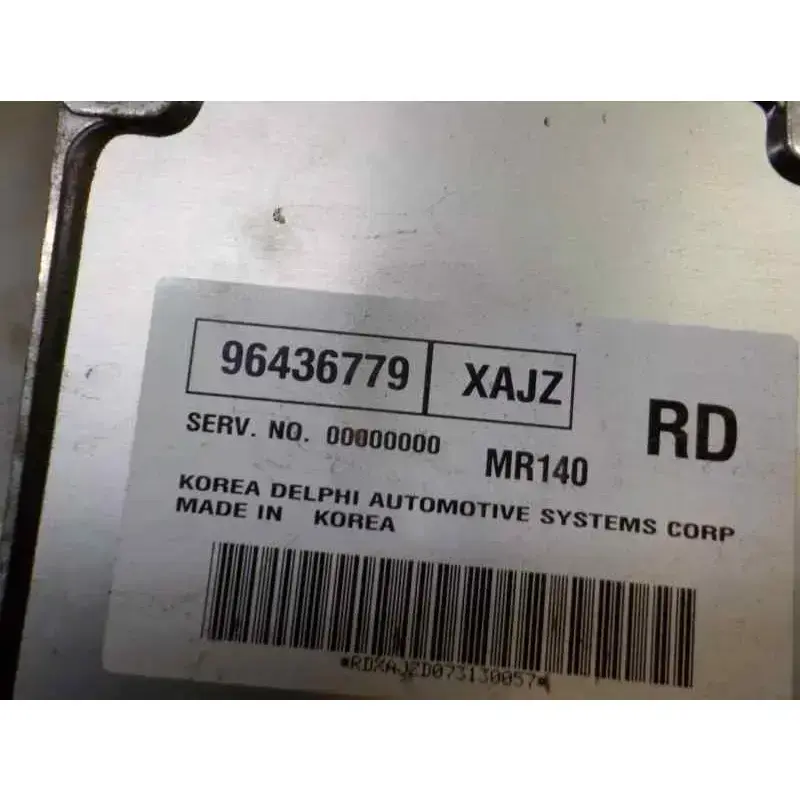 96436779 XAJZ
RD
SERV. NO. 00000000 MR140
KOREA DELPHI AUTOMOTIVE SYSTEMS CORP
MADE IN KOREA
*RDXAJZD073130057*